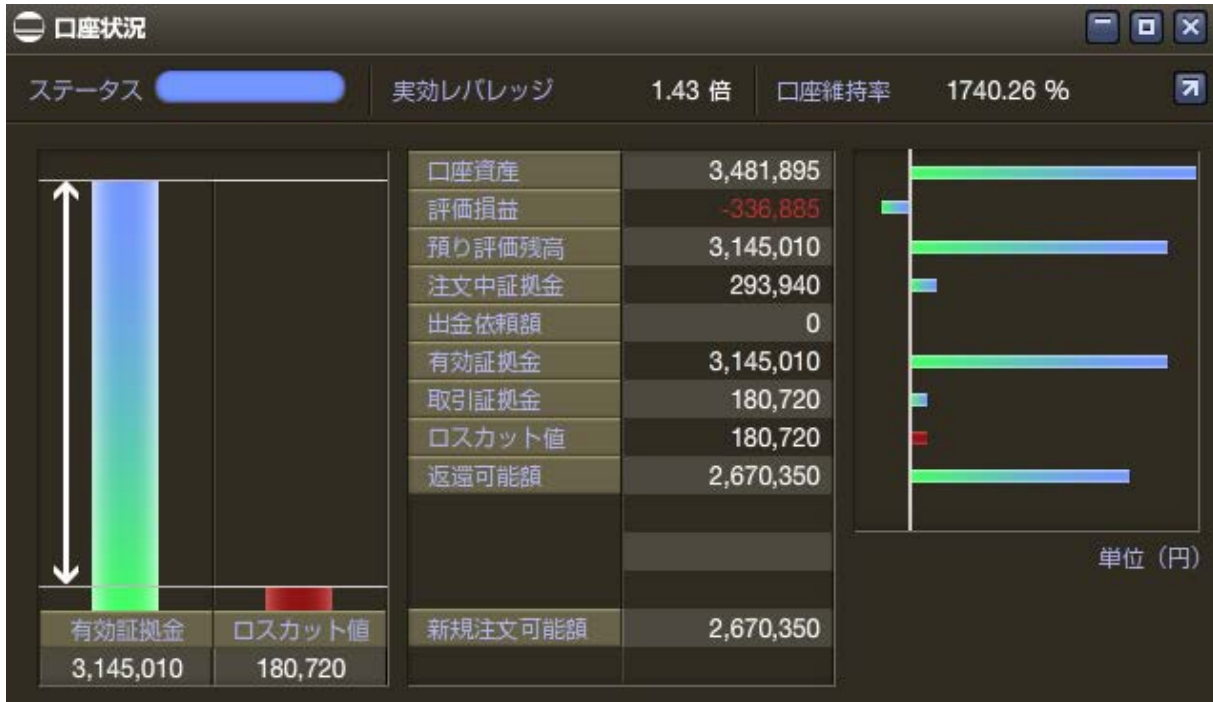 口座状況
ステータス 実効レバレッジ 1.43 倍 口座維持率 1740.26 %
口座資産 3,481,895
評価損益 -336,885
預り評価残高 3,145,010
注文中証拠金 293,940
出金依頼額 0
有効証拠金 3,145,010
取引証拠金 180,720
ロスカット値 180,720
返還可能額 2,670,350
新規注文可能額 2,670,350
有効証拠金 ロスカット値
3,145,010 180,720
単位（円）